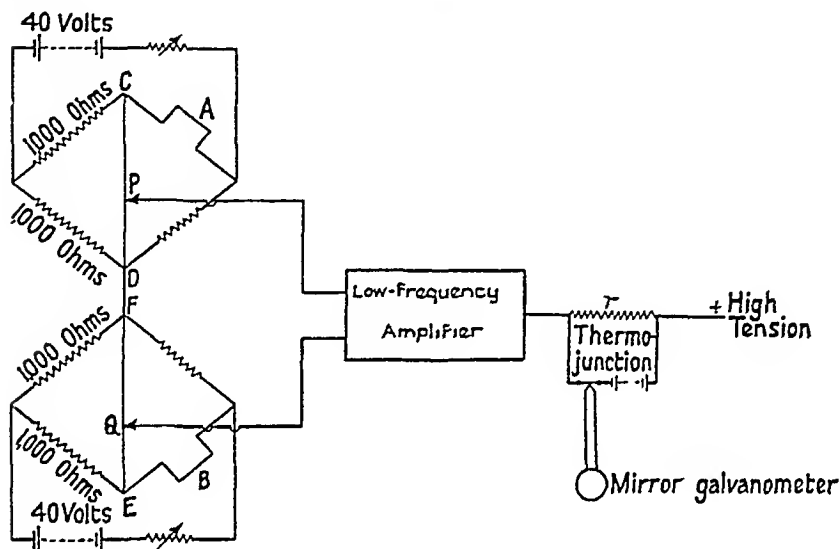 40 Volts
C
1000 Ohms
A
P
1000 Ohms
D
F
Low-Frequency
Amplifier
r
+ High
Tension
Thermo-
junction
1000 Ohms
Q
1000 Ohms
B
E
40 Volts
Mirror galvanometer